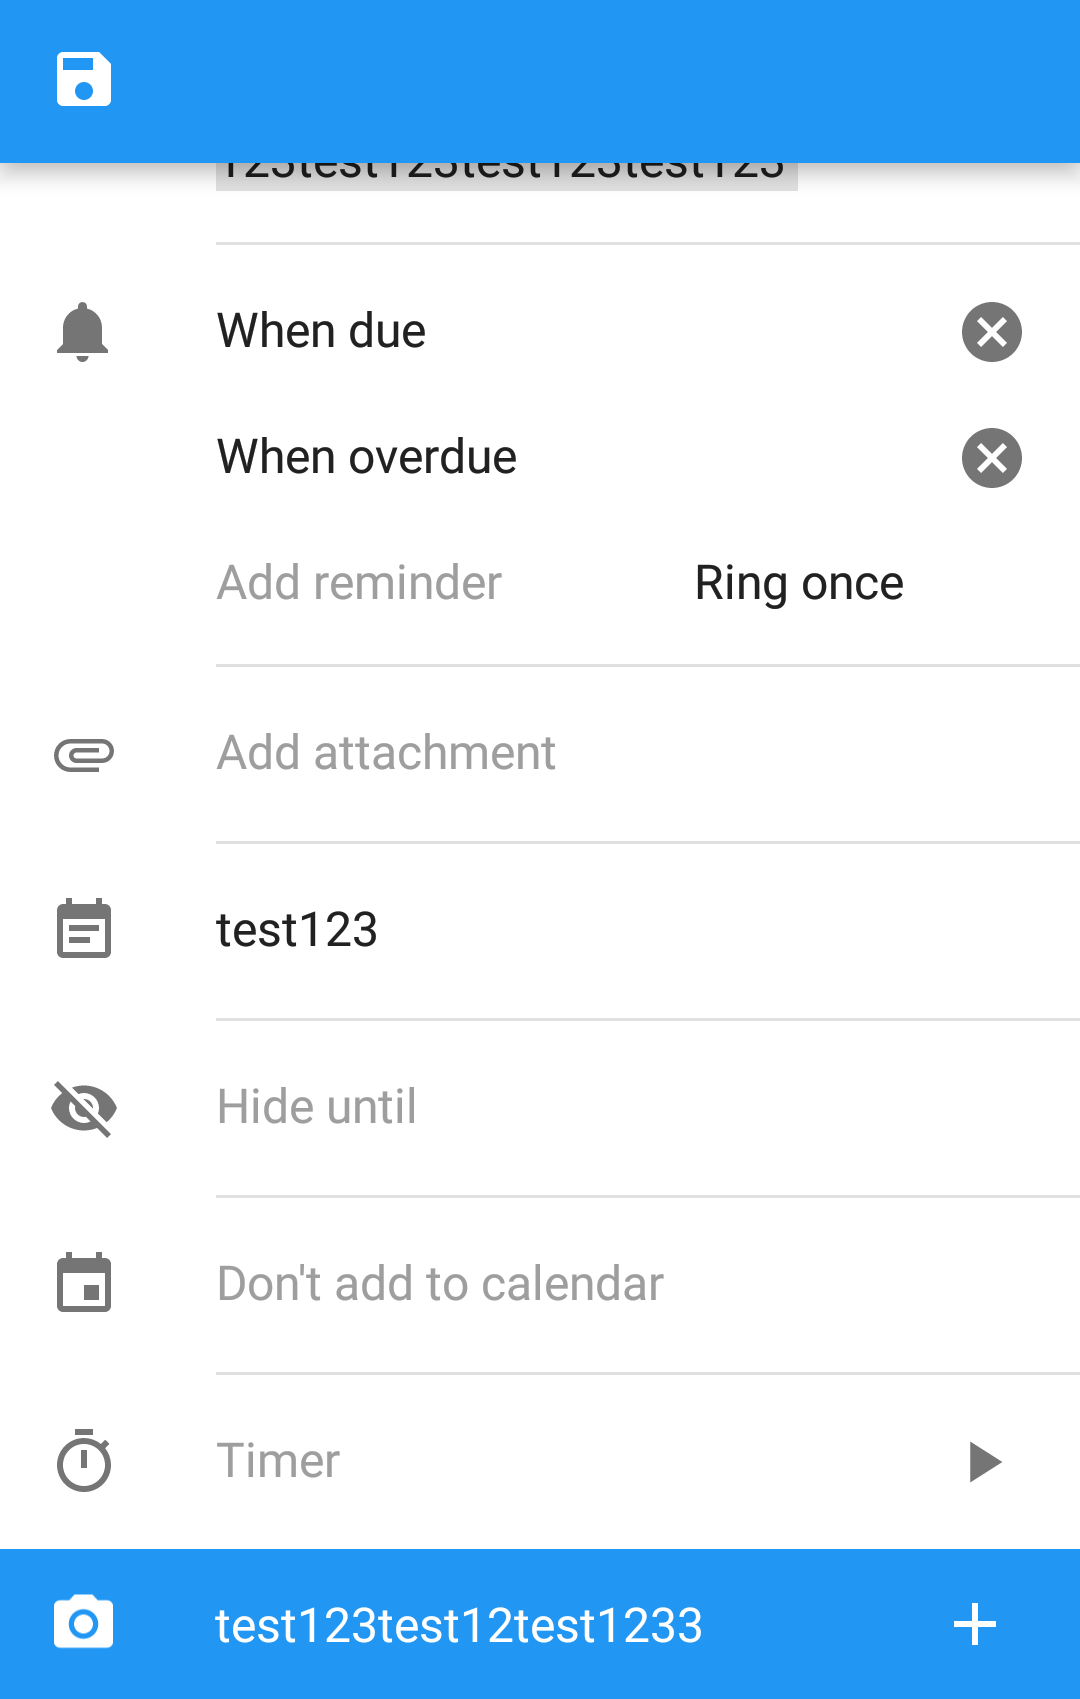 123test123test123test123
When due
When overdue
Add reminder Ring once
Add attachment
test123
Hide until
Don't add to calendar
Timer
test123test12test1233